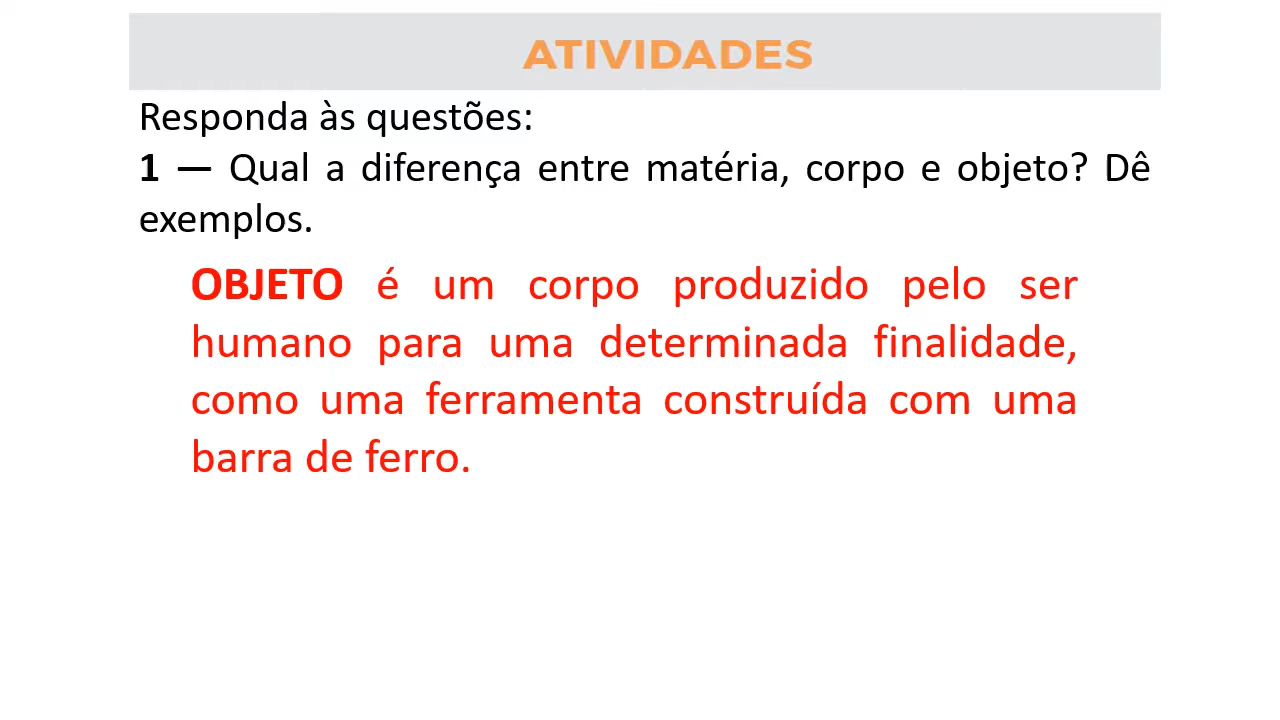 ATIVIDADES
Responda às questões:
1 — Qual a diferença entre matéria, corpo e objeto? Dê
exemplos.
OBJETO é um corpo produzido pelo ser
humano para uma determinada finalidade,
como uma ferramenta construída com uma
barra de ferro.